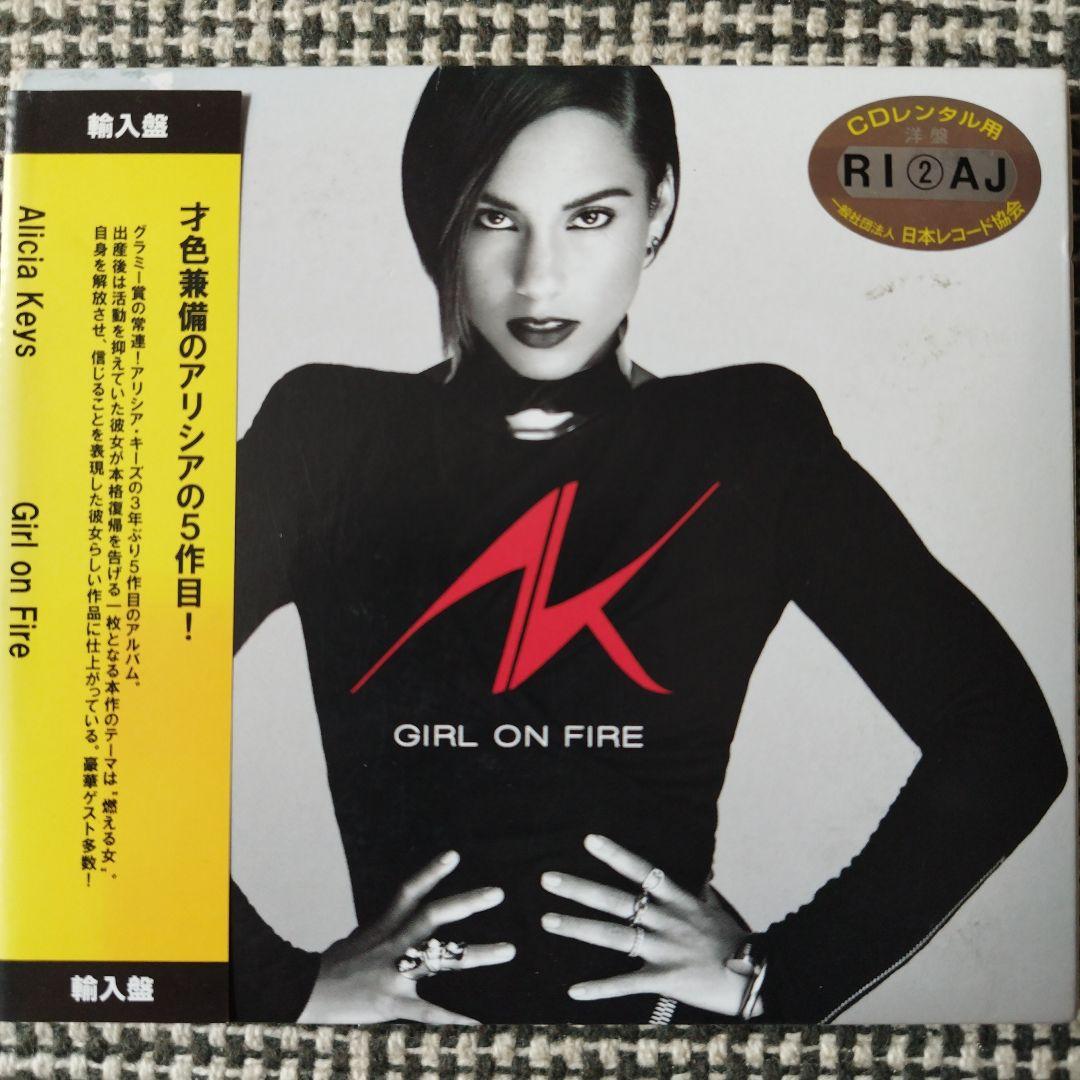 輸入盤
才色兼備のアリシアの5作目!
グラミー賞の常連!アリシア・キーズの3年ぶり5作目のアルバム。
出産後は活動を抑えていた彼女が本格復帰を告げる一枚となる本作のテーマは“燃える女”。
自身を解放させ、信じることを表現した彼女らしい作品に仕上がっている。豪華ゲスト多数!
Alicia Keys Girl on Fire
輸入盤
CDレンタル用
洋盤
RI②AJ
一般社団法人 日本レコード協会
AK
GIRL ON FIRE